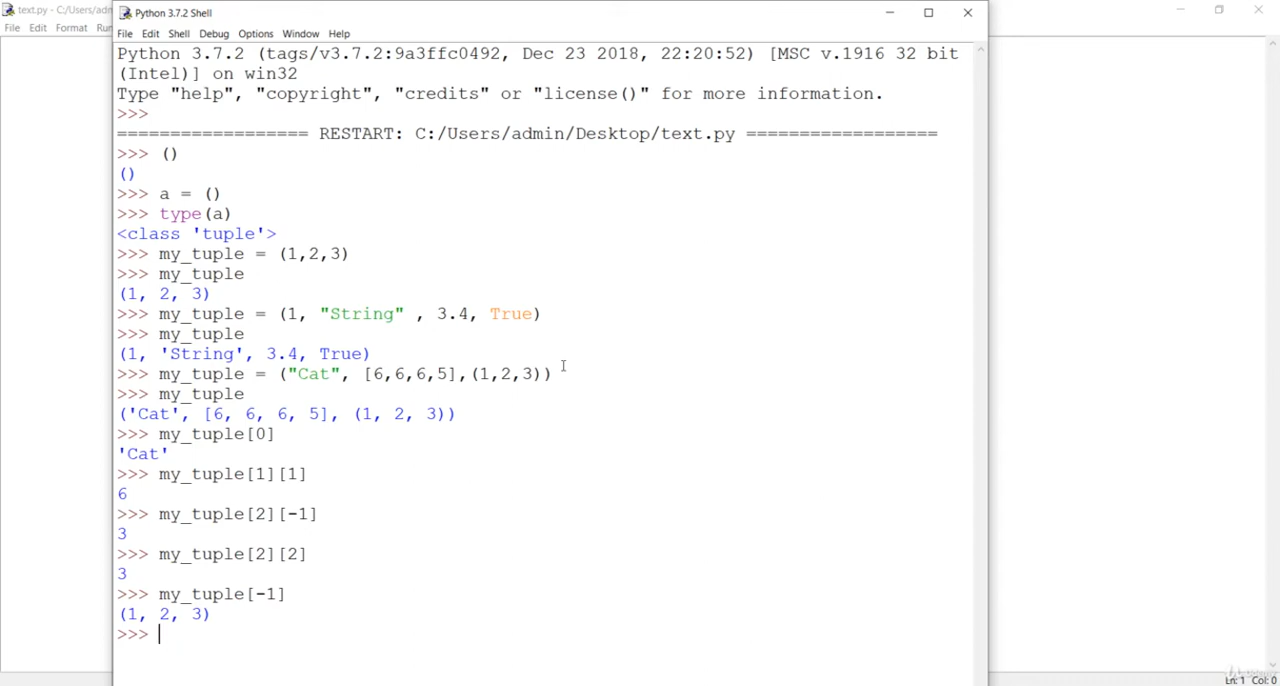 text.py - C:/Users/adm
File Edit Format Run
Python 3.7.2 Shell
File Edit Shell Debug Options Window Help
Python 3.7.2 (tags/v3.7.2:9a3ffc0492, Dec 23 2018, 22:20:52) [MSC v.1916 32 bit
(Intel)] on win32
Type "help", "copyright", "credits" or "license()" for more information.
>>>
================== RESTART: C:/Users/admin/Desktop/text.py ==================
>>> ()
()
>>> a = ()
>>> type(a)
<class 'tuple'>
>>> my_tuple = (1,2,3)
>>> my_tuple
(1, 2, 3)
>>> my_tuple = (1, "String" , 3.4, True)
>>> my_tuple
(1, 'String', 3.4, True)
>>> my_tuple = ("Cat", [6,6,6,5],(1,2,3))
>>> my_tuple
('Cat', [6, 6, 6, 5], (1, 2, 3))
>>> my_tuple[0]
'Cat'
>>> my_tuple[1][1]
6
>>> my_tuple[2][-1]
3
>>> my_tuple[2][2]
3
>>> my_tuple[-1]
(1, 2, 3)
>>>
Ln: 1 Col: 0